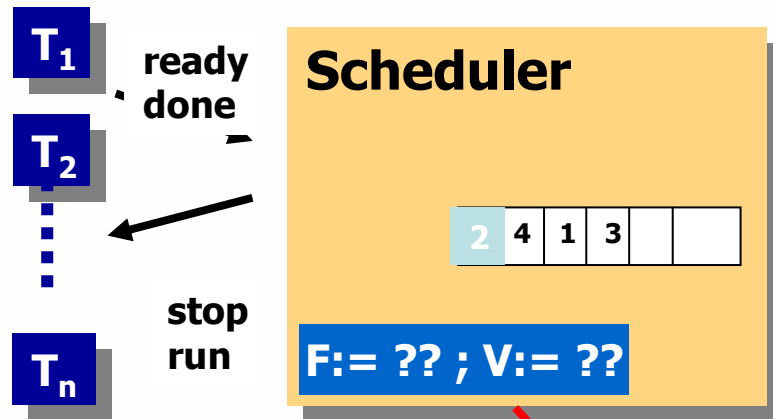 T₁
ready
done
Scheduler
T₂
2 4 1 3
stop
run
Tₙ
F:= ?? ; V:= ??